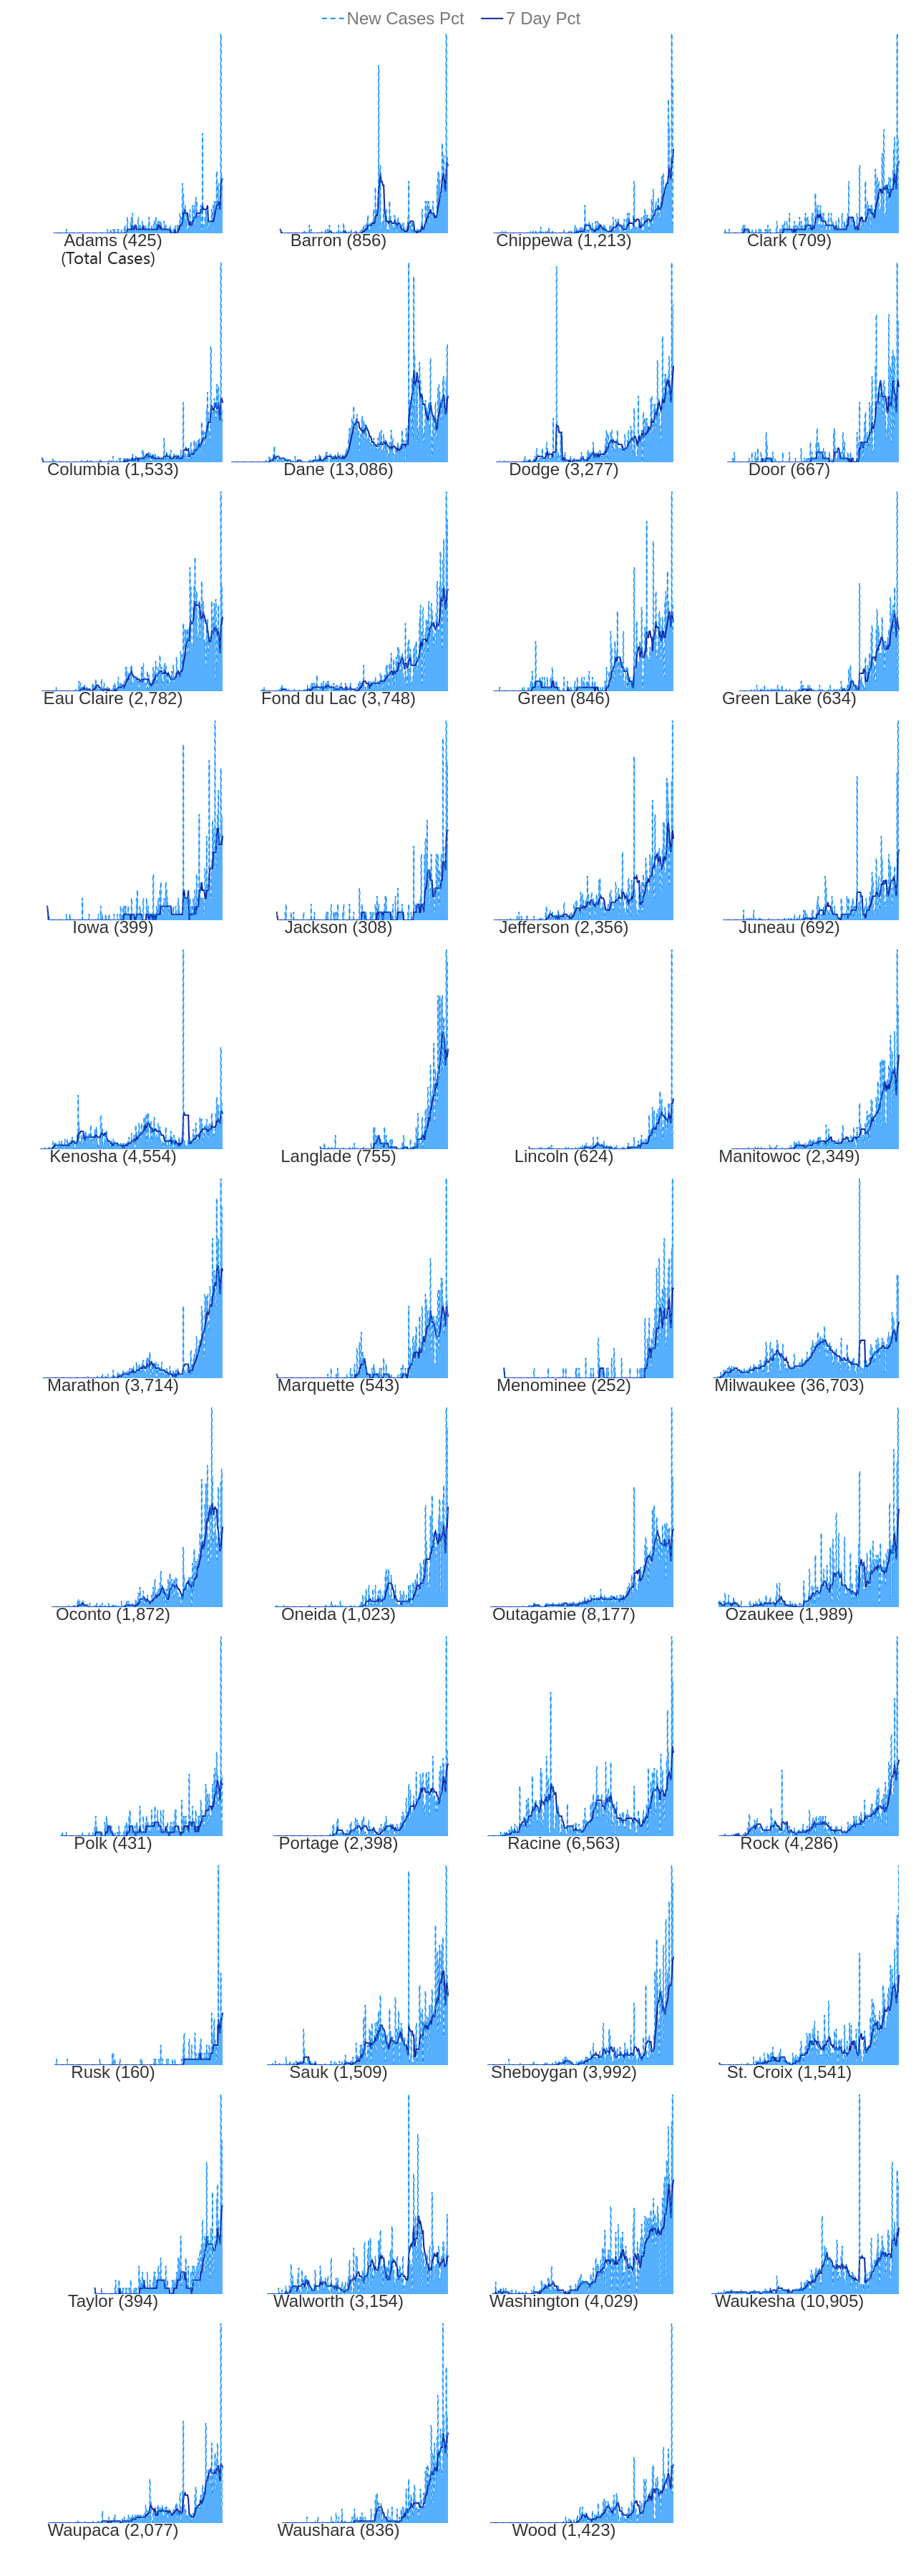 New Cases Pct 7 Day Pct
Adams (425) Barron (856) Chippewa (1,213) Clark (709)
(Total Cases)
Columbia (1,533) Dane (13,086) Dodge (3,277) Door (667)
Eau Claire (2,782) Fond du Lac (3,748) Green (846) Green Lake (634)
Iowa (399) Jackson (308) Jefferson (2,356) Juneau (692)
Kenosha (4,554) Langlade (755) Lincoln (624) Manitowoc (2,349)
Marathon (3,714) Marquette (543) Menominee (252) Milwaukee (36,703)
Oconto (1,872) Oneida (1,023) Outagamie (8,177) Ozaukee (1,989)
Polk (431) Portage (2,398) Racine (6,563) Rock (4,286)
Rusk (160) Sauk (1,509) Sheboygan (3,992) St. Croix (1,541)
Taylor (394) Walworth (3,154) Washington (4,029) Waukesha (10,905)
Waupaca (2,077) Waushara (836) Wood (1,423)